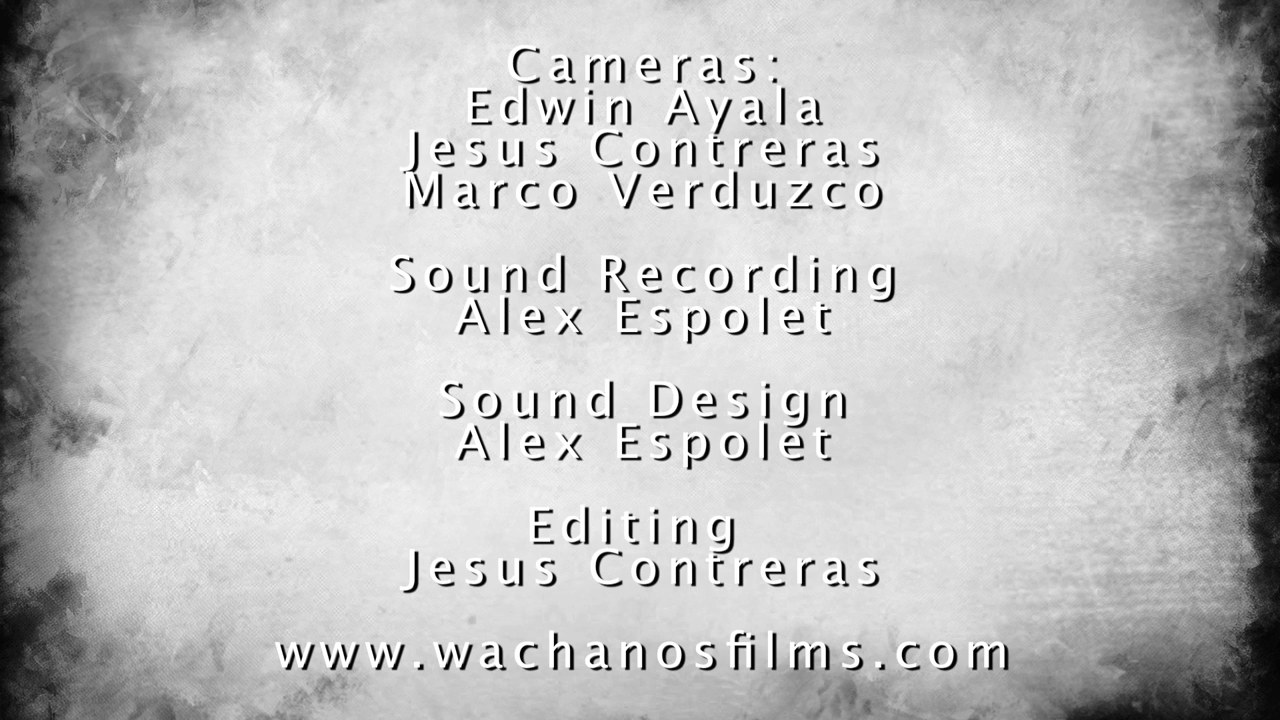 Cameras:
Edwin Ayala
Jesus Contreras
Marco Verduzco
Sound Recording
Alex Espolet
Sound Design
Alex Espolet
Editing
Jesus Contreras
www.wachanosfilms.com